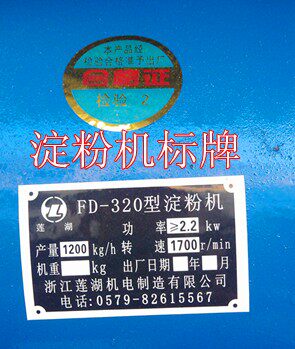 本产品经
检验合格准予出厂
合格证
检验 2
淀粉机标牌
莲湖
FD-320型淀粉机
功 率≥2.2 kw
产量 1200 kg/h 转 速 1700 r/min
机重 kg 出厂日期 年 月
浙江莲湖机电制造有限公司
电话:0579-82615567